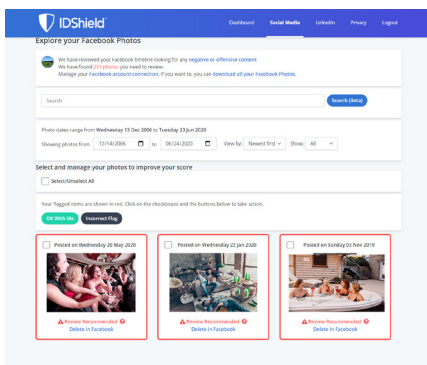 IDShield
Dashboard Social Media LinkedIn Privacy Logout
Explore your Facebook Photos
We have reviewed your Facebook timeline looking for any negative or offensive content
We have found 251 photos you need to review.
Manage your Facebook account connection. If you want, you can download all your Facebook Photos.
Search Search (Beta)
Photo dates range from Wednesday 13 Dec 2006 to Tuesday 23 Jun 2020
Showing photos from 12/14/2006 to 06/24/2020 View by: Newest first Show: All
Select and manage your photos to improve your score
Select/Unselect All
Your flagged items are shown in red. Click on the checkboxes and the buttons below to take action.
OK With Me Incorrect Flag
Posted on Wednesday 20 May 2020 Posted on Wednesday 22 Jan 2020 Posted on Sunday 03 Nov 2019
Review Recommended Review Recommended Review Recommended
Delete in Facebook Delete in Facebook Delete in Facebook